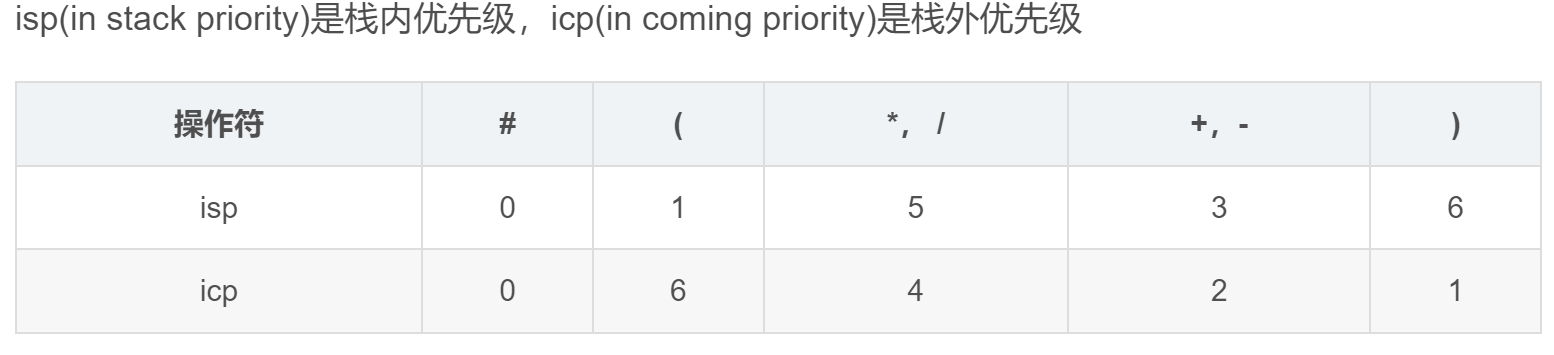 isp(in stack priority)是栈内优先级，icp(in coming priority)是栈外优先级
操作符 # ( *， / +，- )
isp 0 1 5 3 6
icp 0 6 4 2 1